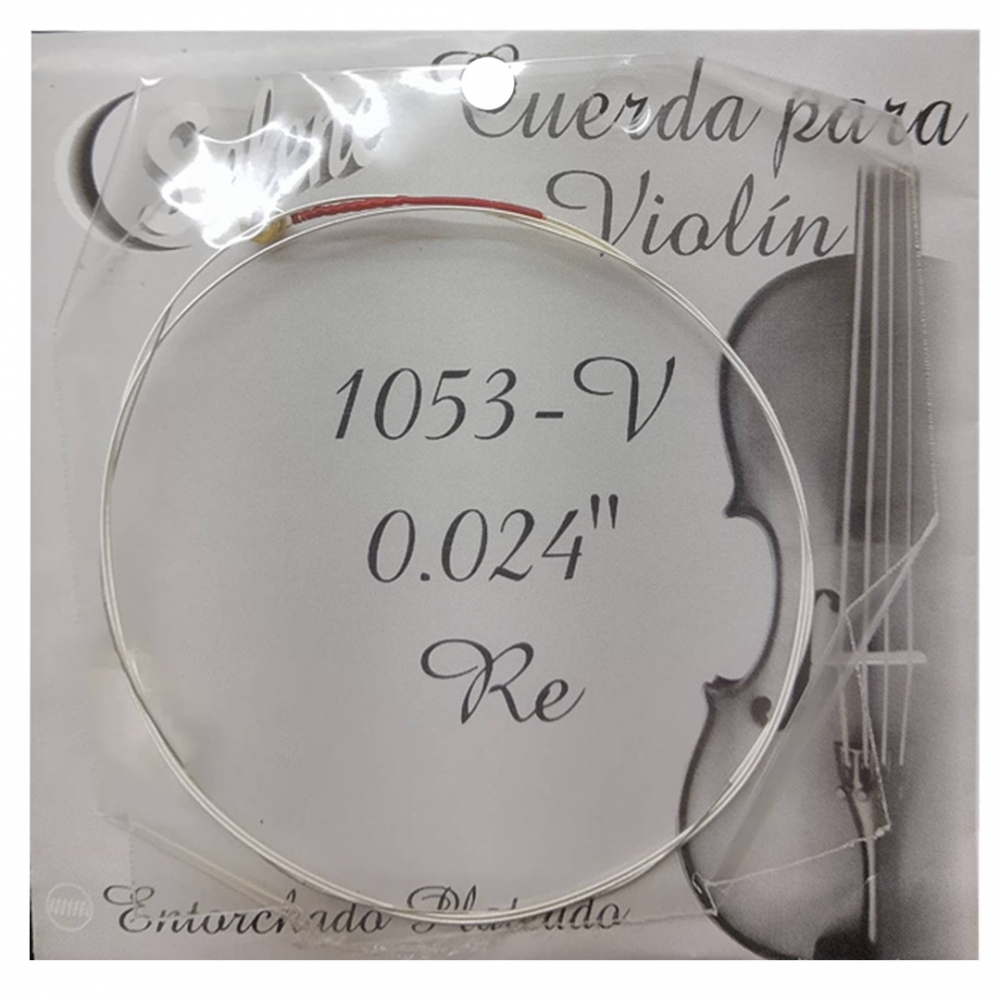 Cuerda para
Violín
1053-V
0.024"
Re
Entorchado Plateado